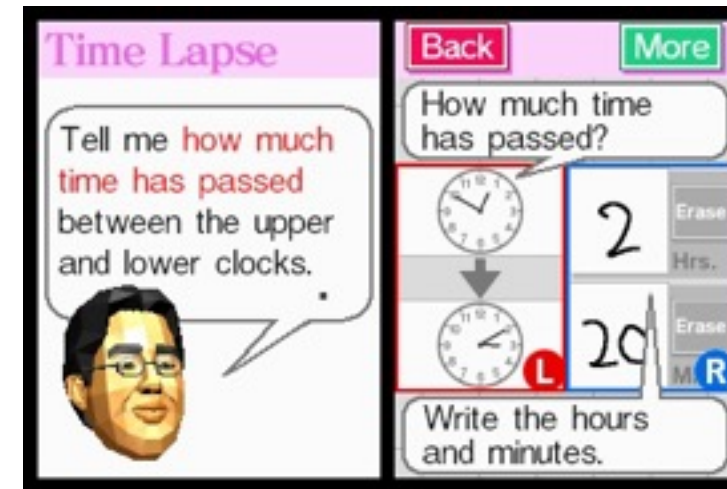 Time Lapse
Tell me how much
time has passed
between the upper
and lower clocks.
Back
More
How much time
has passed?
2
Erase
Hrs.
20
Erase
L
R
Write the hours
and minutes.